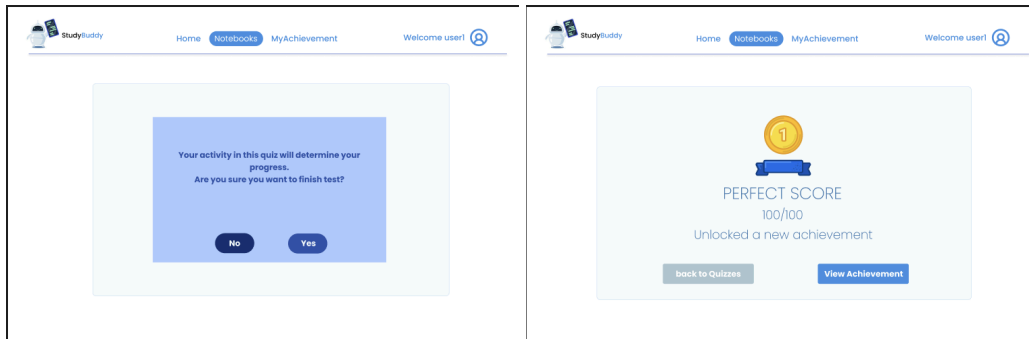 StudyBuddy
Home Notebooks MyAchievement
Welcome user1
Your activity in this quiz will determine your
progress.
Are you sure you want to finish test?
No Yes
StudyBuddy
Home Notebooks MyAchievement
Welcome user1
1
PERFECT SCORE
100/100
Unlocked a new achievement
back to Quizzes View Achievement